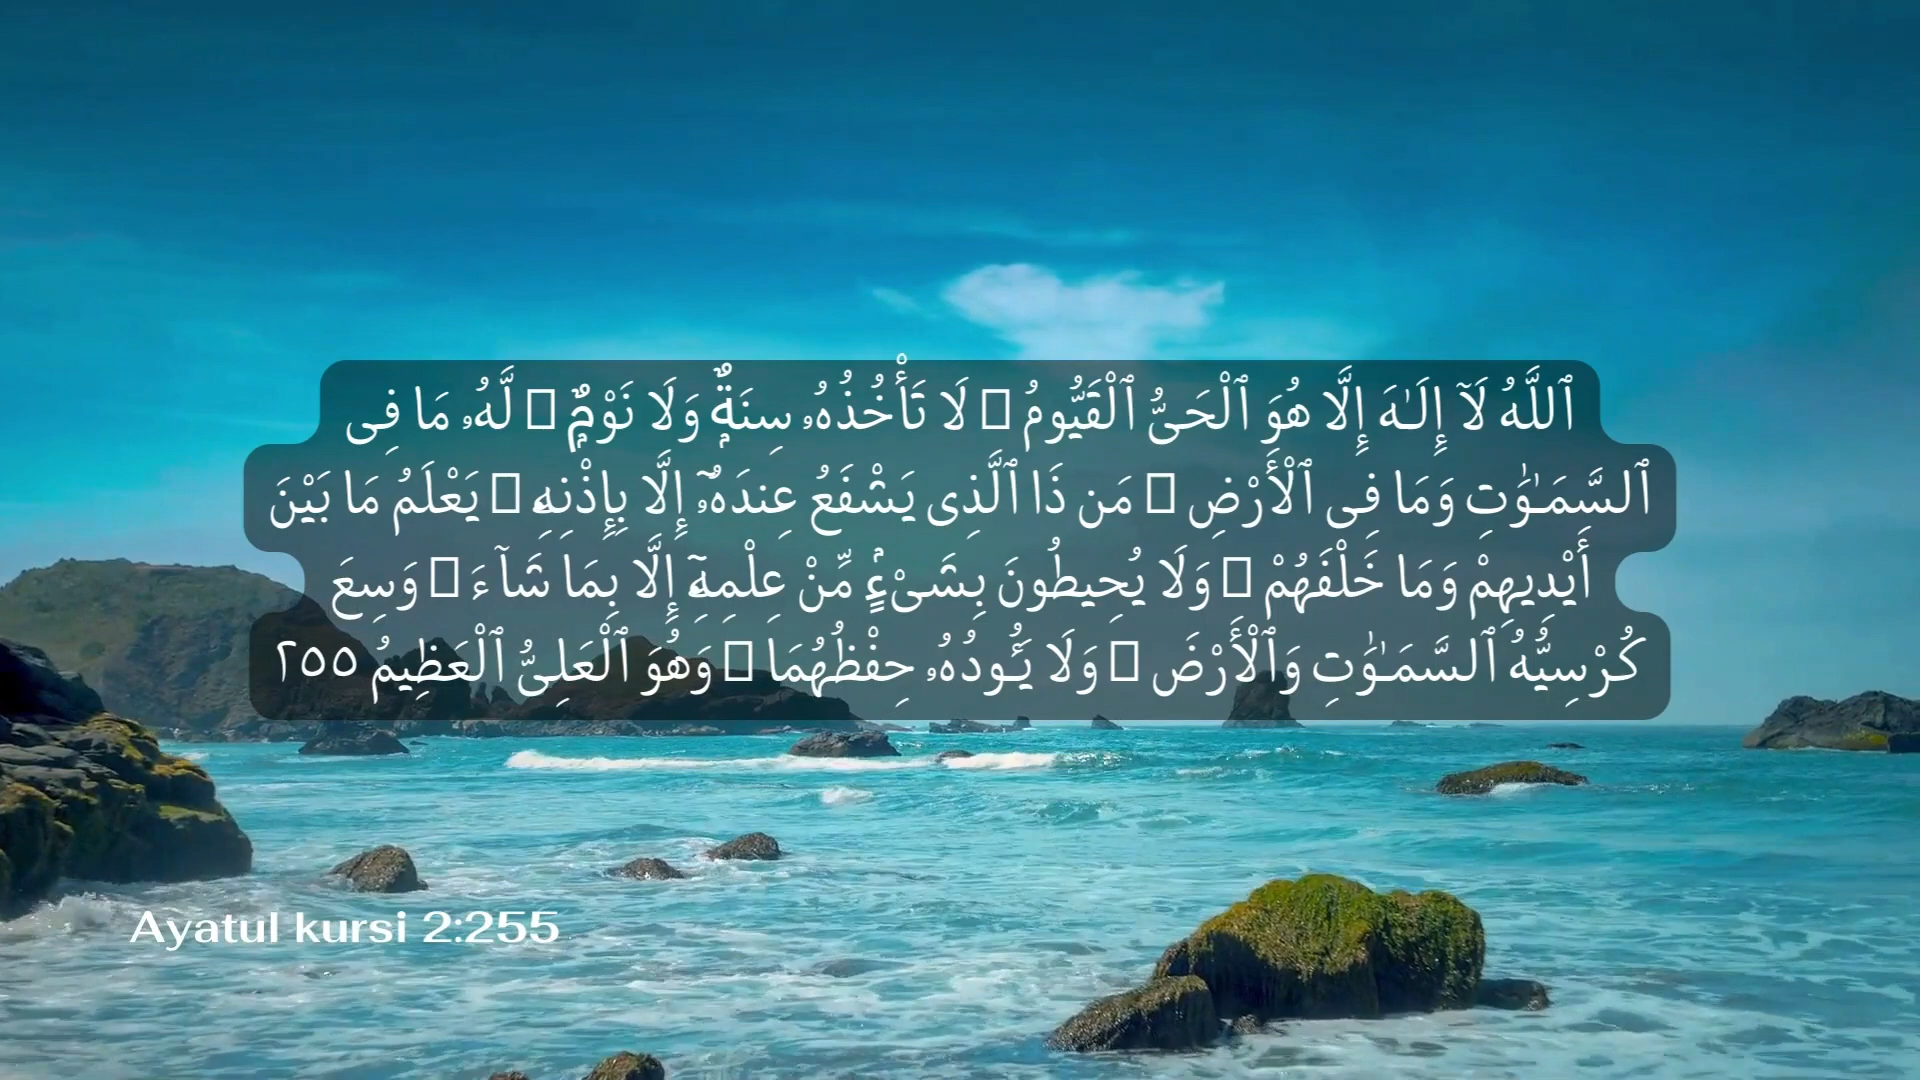 ٱللَّهُ لَآ إِلَـٰهَ إِلَّا هُوَ ٱلْحَىُّ ٱلْقَيُّومُ ▯ لَا تَأْخُذُهُۥ سِنَةٌۭ وَلَا نَوْمٌۭ ▯ لَّهُۥ مَا فِى
ٱلسَّمَـٰوَٰتِ وَمَا فِى ٱلْأَرْضِ ▯ مَن ذَا ٱلَّذِى يَشْفَعُ عِندَهُۥٓ إِلَّا بِإِذْنِهِۦ ▯ يَعْلَمُ مَا بَيْنَ
أَيْدِيهِمْ وَمَا خَلْفَهُمْ ▯ وَلَا يُحِيطُونَ بِشَىْءٍۢ مِّنْ عِلْمِهِۦٓ إِلَّا بِمَا شَآءَ ▯ وَسِعَ
كُرْسِيُّهُ ٱلسَّمَـٰوَٰتِ وَٱلْأَرْضَ ▯ وَلَا يَـُٔودُهُۥ حِفْظُهُمَا ▯ وَهُوَ ٱلْعَلِىُّ ٱلْعَظِيمُ ٢٥٥
Ayatul kursi 2:255